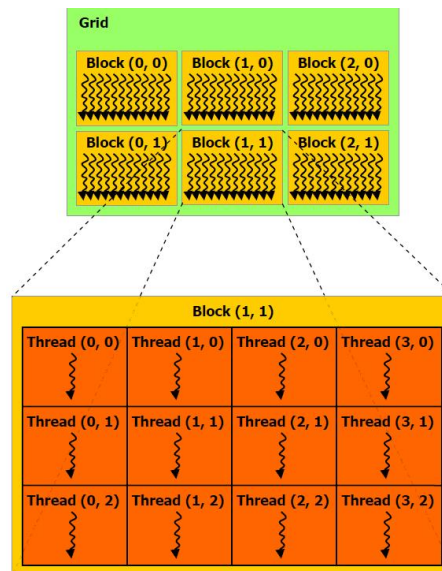 Grid
Block (0, 0) Block (1, 0) Block (2, 0)
Block (0, 1) Block (1, 1) Block (2, 1)
Block (1, 1)
Thread (0, 0) Thread (1, 0) Thread (2, 0) Thread (3, 0)
Thread (0, 1) Thread (1, 1) Thread (2, 1) Thread (3, 1)
Thread (0, 2) Thread (1, 2) Thread (2, 2) Thread (3, 2)